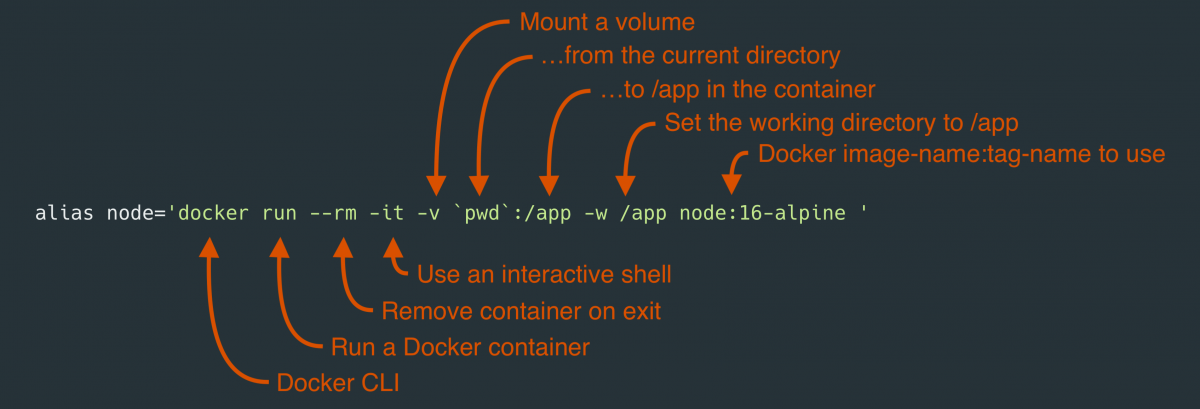 Mount a volume
…from the current directory
…to /app in the container
Set the working directory to /app
Docker image-name:tag-name to use
alias node='docker run --rm -it -v `pwd`:/app -w /app node:16-alpine '
Use an interactive shell
Remove container on exit
Run a Docker container
Docker CLI